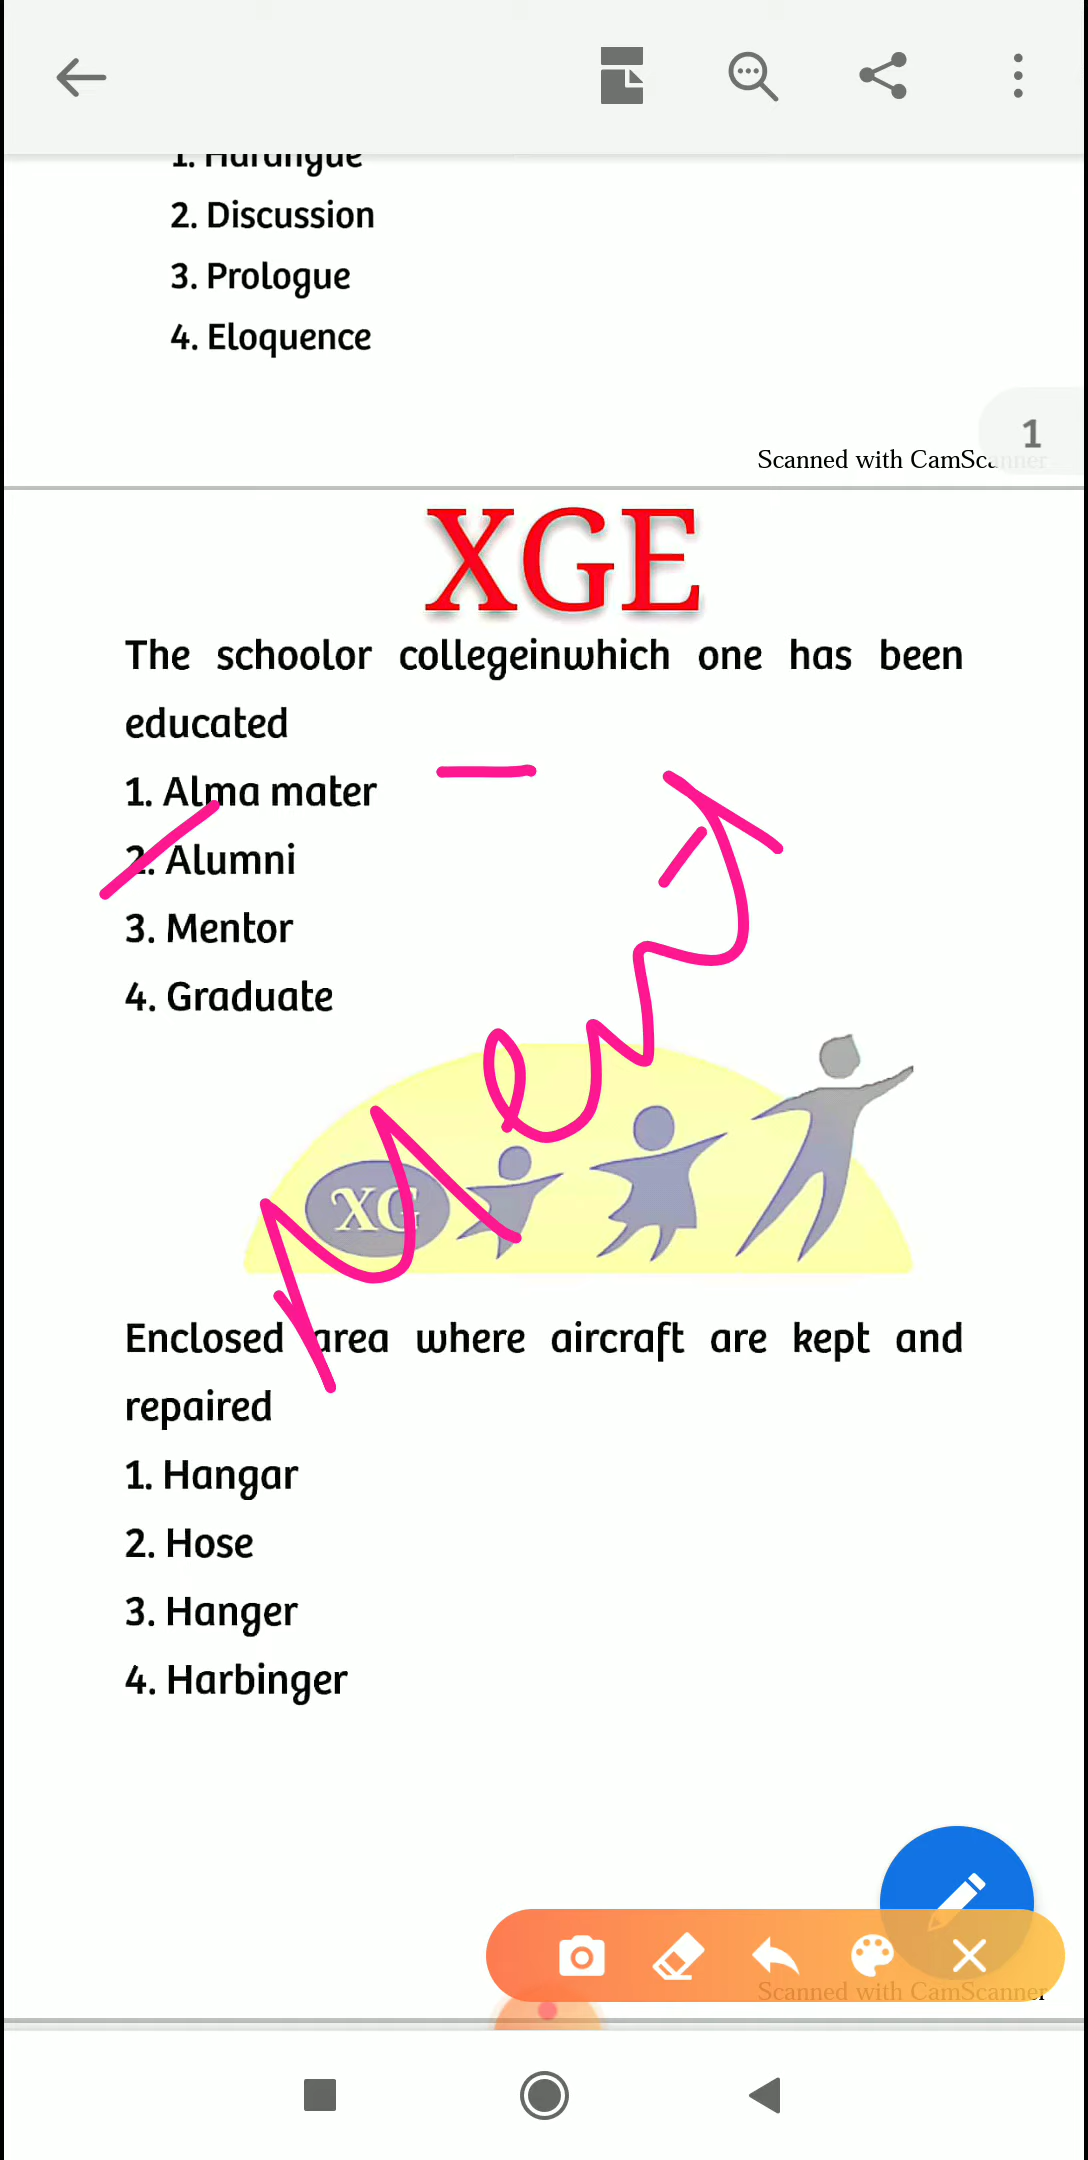 1. Harangue
2. Discussion
3. Prologue
4. Eloquence
1
Scanned with CamScanner
XGE
The schoolor collegeinwhich one has been
educated
1. Alma mater
2. Alumni
3. Mentor
4. Graduate
XG
Enclosed area where aircraft are kept and
repaired
1. Hangar
2. Hose
3. Hanger
4. Harbinger
Scanned with CamScanner